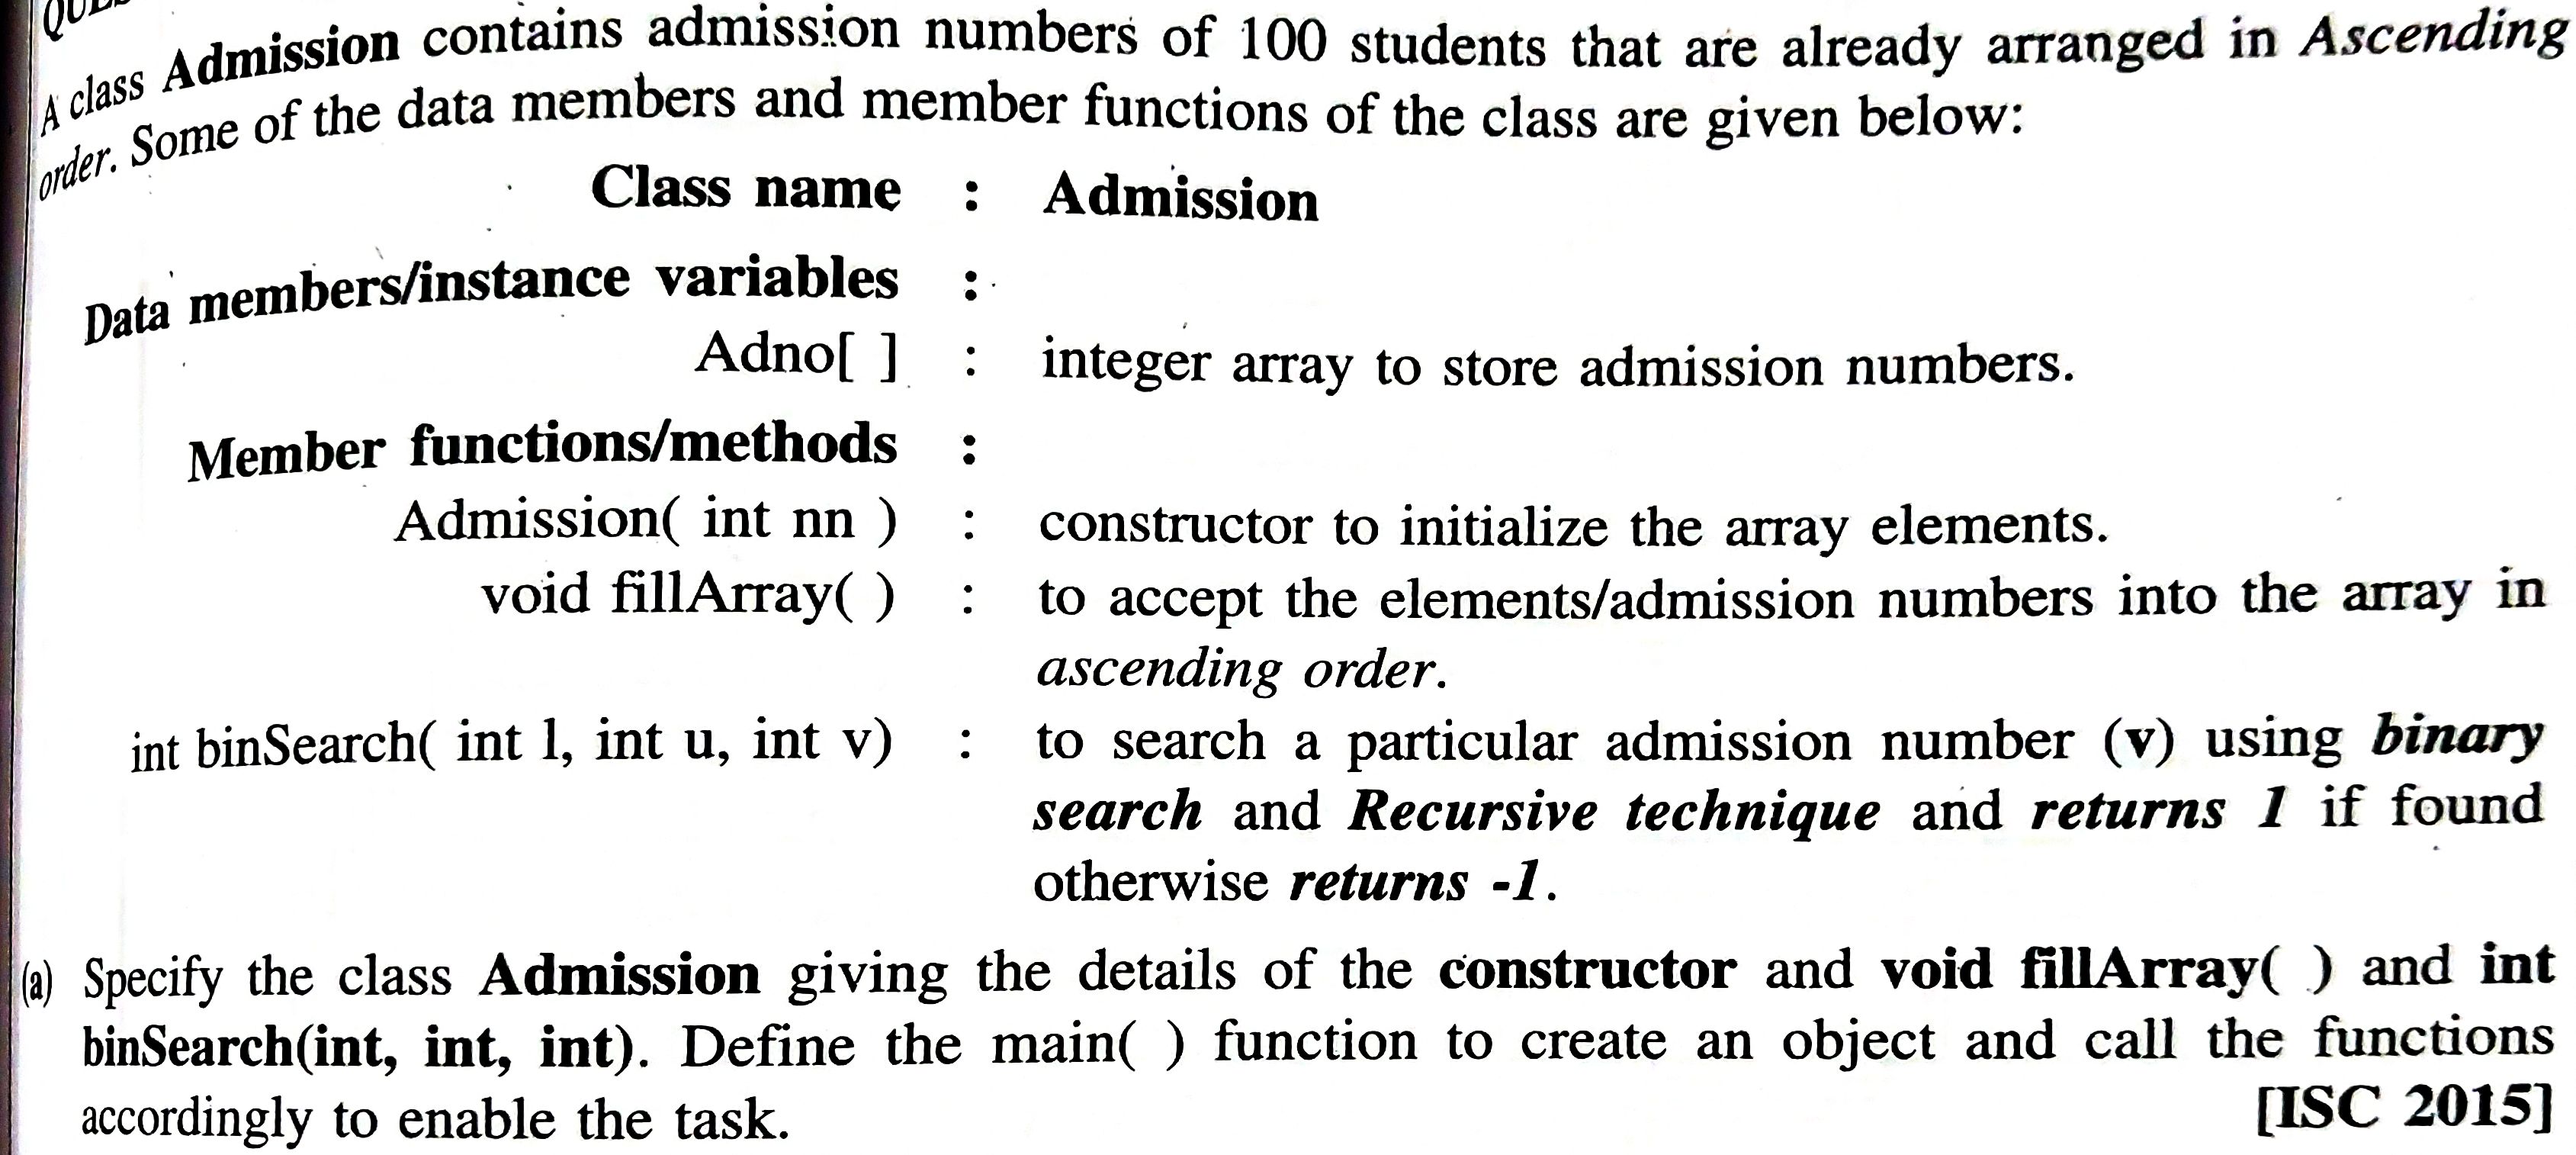 A class Admission contains admission numbers of 100 students that are already arranged in Ascending
order. Some of the data members and member functions of the class are given below:
Class name : Admission
Data members/instance variables :
Adno[ ] : integer array to store admission numbers.
Member functions/methods :
Admission( int nn ) : constructor to initialize the array elements.
void fillArray( ) : to accept the elements/admission numbers into the array in
ascending order.
int binSearch( int l, int u, int v) : to search a particular admission number (v) using binary
search and Recursive technique and returns 1 if found
otherwise returns -1.
(a) Specify the class Admission giving the details of the constructor and void fillArray( ) and int
binSearch(int, int, int). Define the main( ) function to create an object and call the functions
accordingly to enable the task. [ISC 2015]